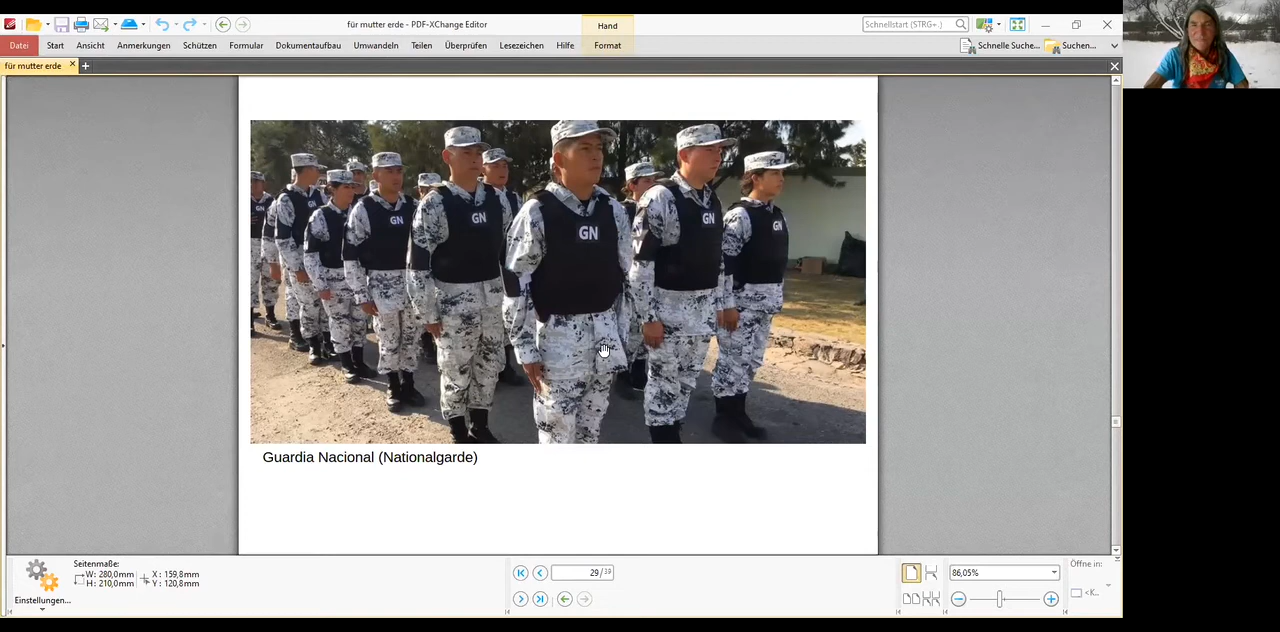 für mutter erde - PDF-XChange Editor
Hand
Schnellstart (STRG+.)
Datei Start Ansicht Anmerkungen Schützen Formular Dokumentaufbau Umwandeln Teilen Überprüfen Lesezeichen Hilfe Format Schnelle Suche... Suchen...
für mutter erde
GN GN GN GN GN GN GN
Guardia Nacional (Nationalgarde)
Einstellungen...
Seitenmaße:
W: 280,0mm X: 159,8mm
H: 210,0mm Y: 120,8mm
29 / 39
86,05%
Öffne in:
<K...